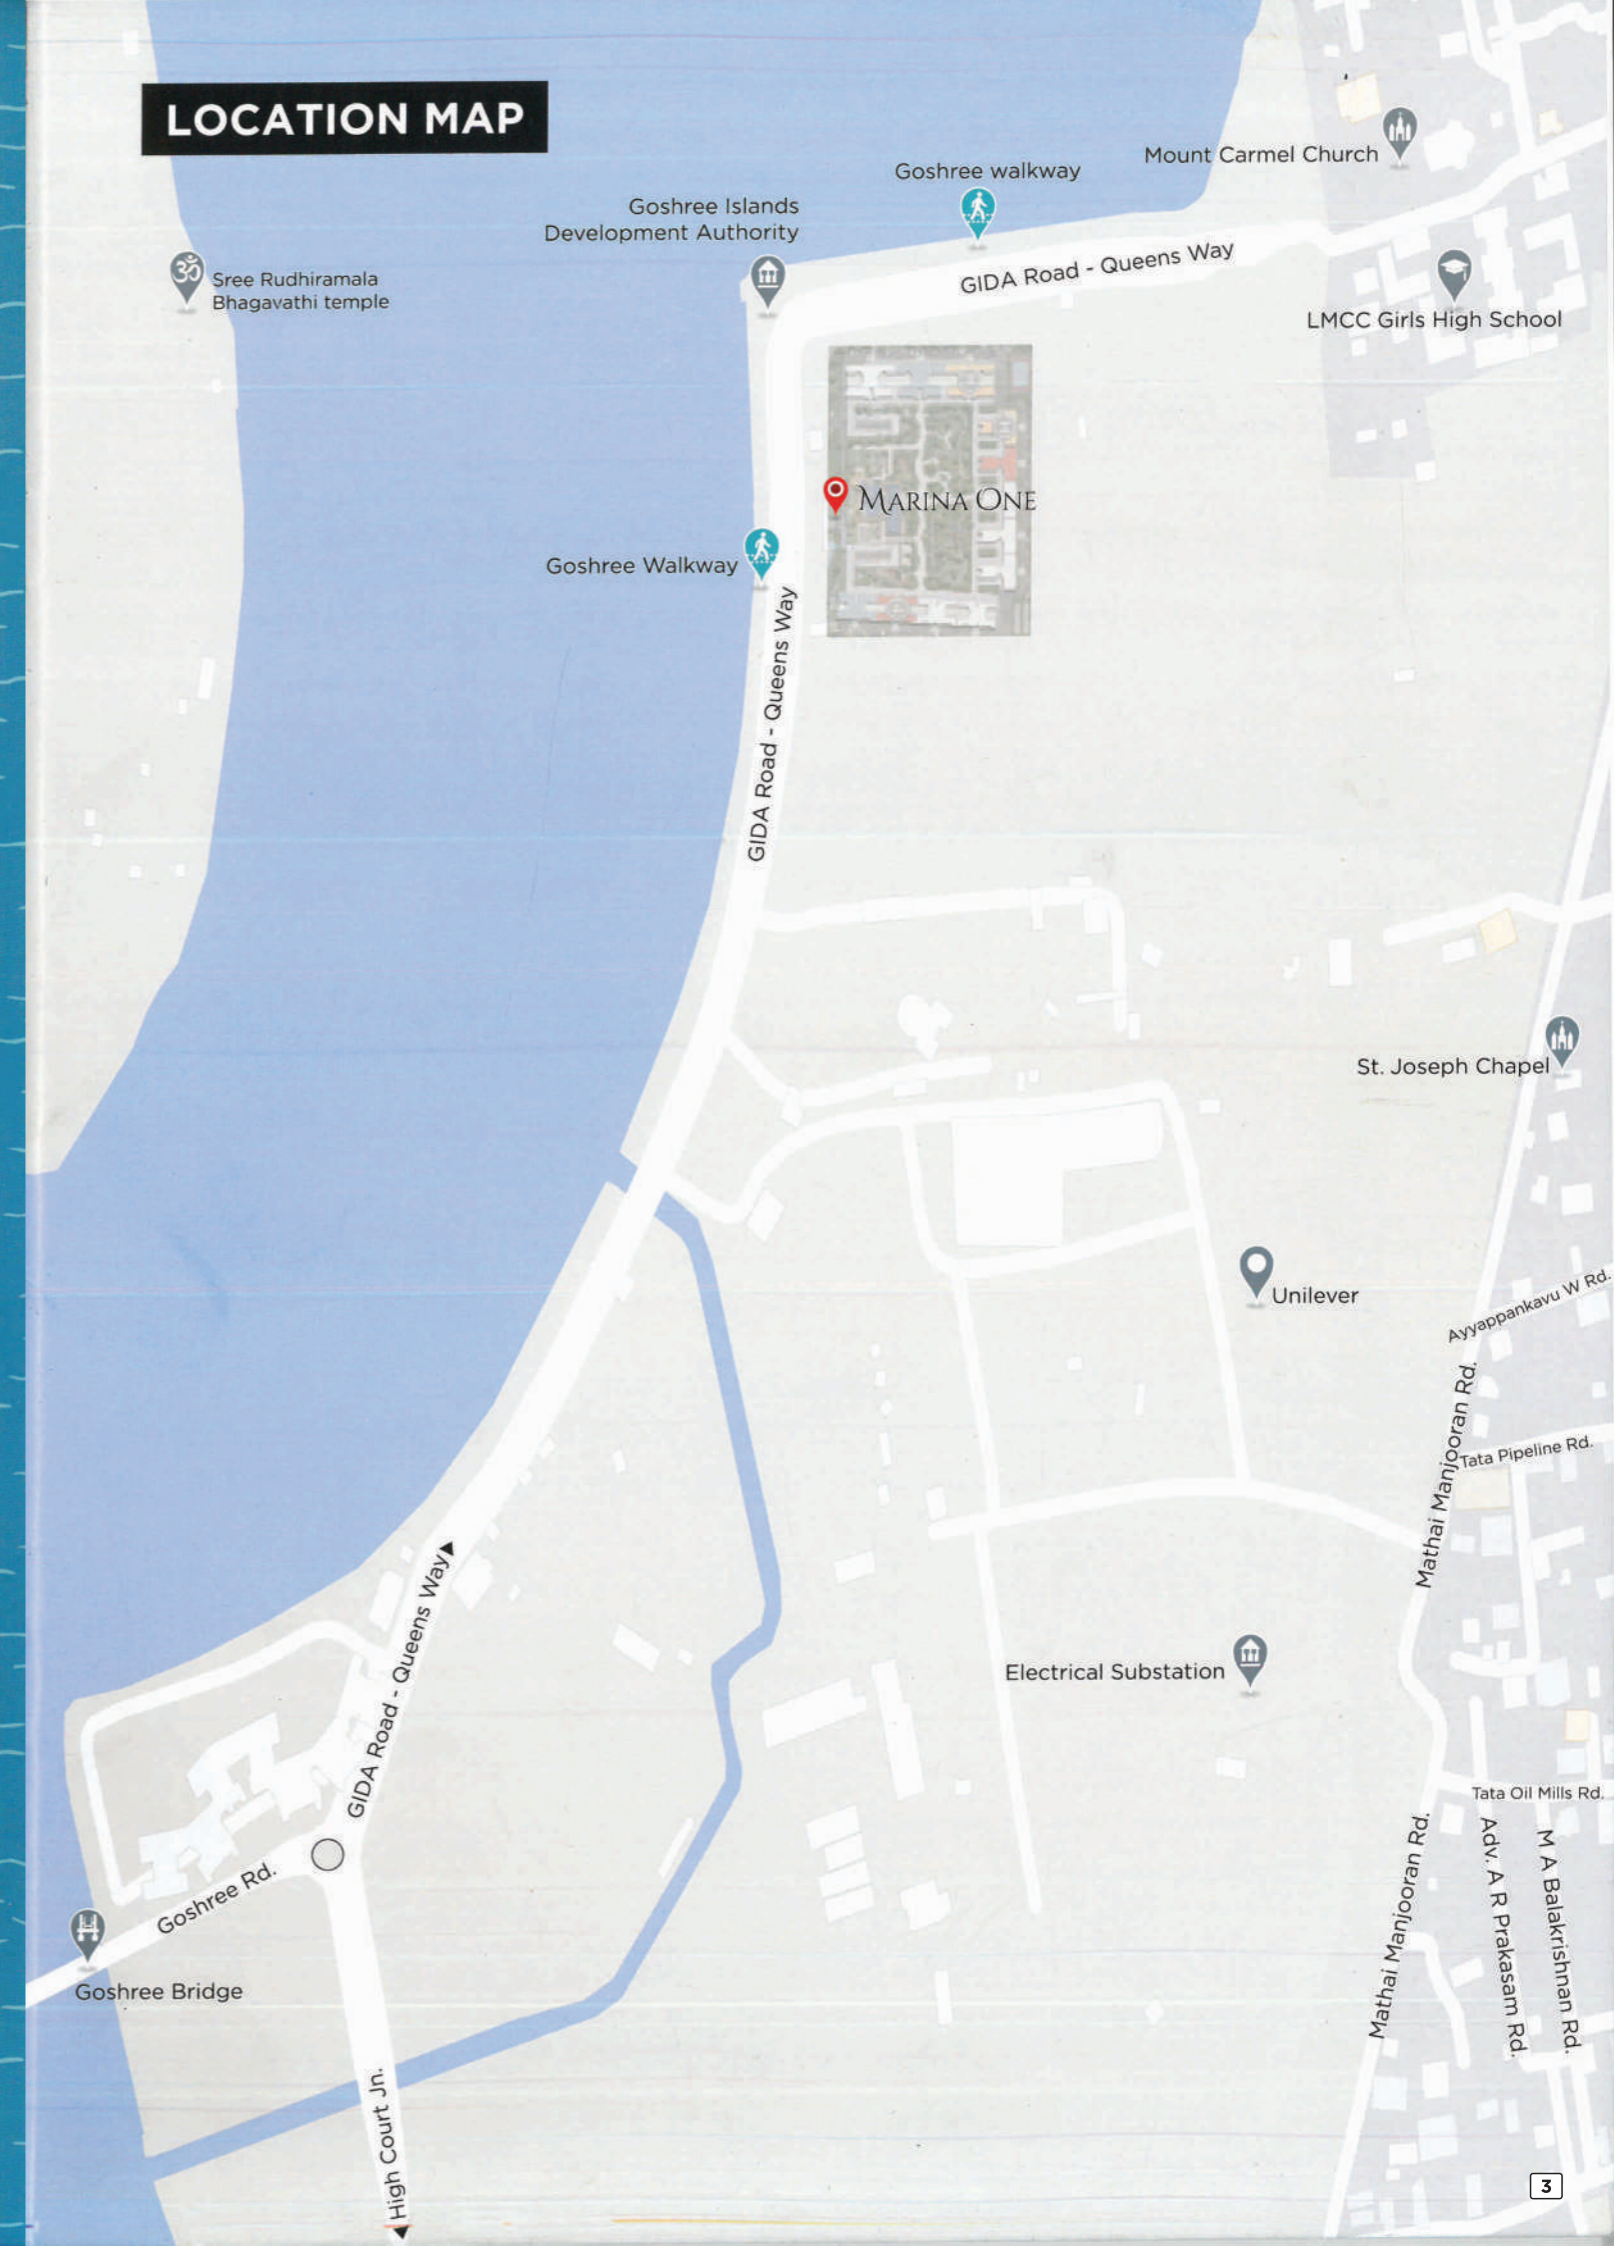 LOCATION MAP
Mount Carmel Church
Goshree walkway
Goshree Islands
Development Authority
GIDA Road - Queens Way
Sree Rudhiramala
Bhagavathi temple
LMCC Girls High School
MARINA ONE
Goshree Walkway
GIDA Road - Queens Way
St. Joseph Chapel
Unilever
Ayyappankavu W Rd.
Mathai Manjooran Rd.
Tata Pipeline Rd.
GIDA Road - Queens Way
Electrical Substation
Tata Oil Mills Rd.
Mathai Manjooran Rd.
Adv. A R Prakasam Rd.
M A Balakrishnan Rd.
Goshree Rd.
Goshree Bridge
High Court Jn.
3